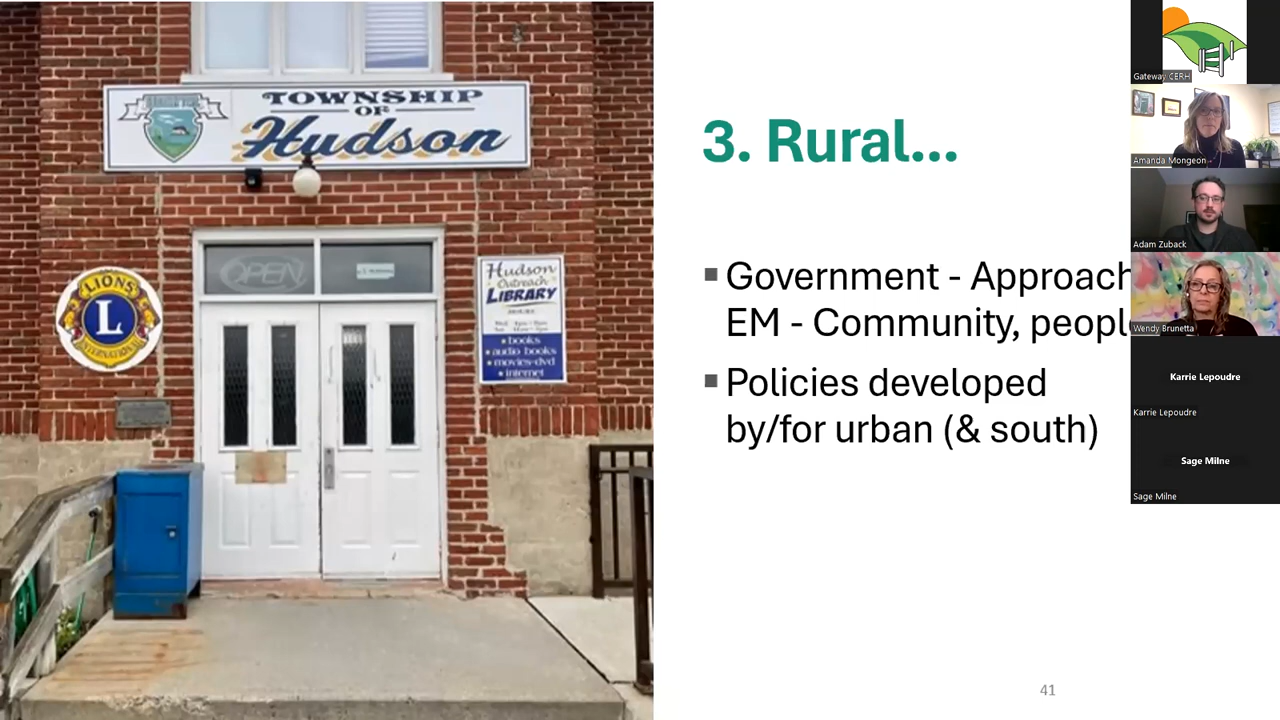 TOWNSHIP
OF
Hudson
LIONS
L
INTERNATIONAL
OPEN
Hudson
Outreach
LIBRARY
• books
• audio books
• movies-dvd
• internet
3. Rural...
▪ Government - Approach
EM - Community, peopl
▪ Policies developed
by/for urban (& south)
41
Gateway CERH
Amanda Mongeon
Adam Zuback
Wendy Brunetta
Karrie Lepoudre
Karrie Lepoudre
Sage Milne
Sage Milne